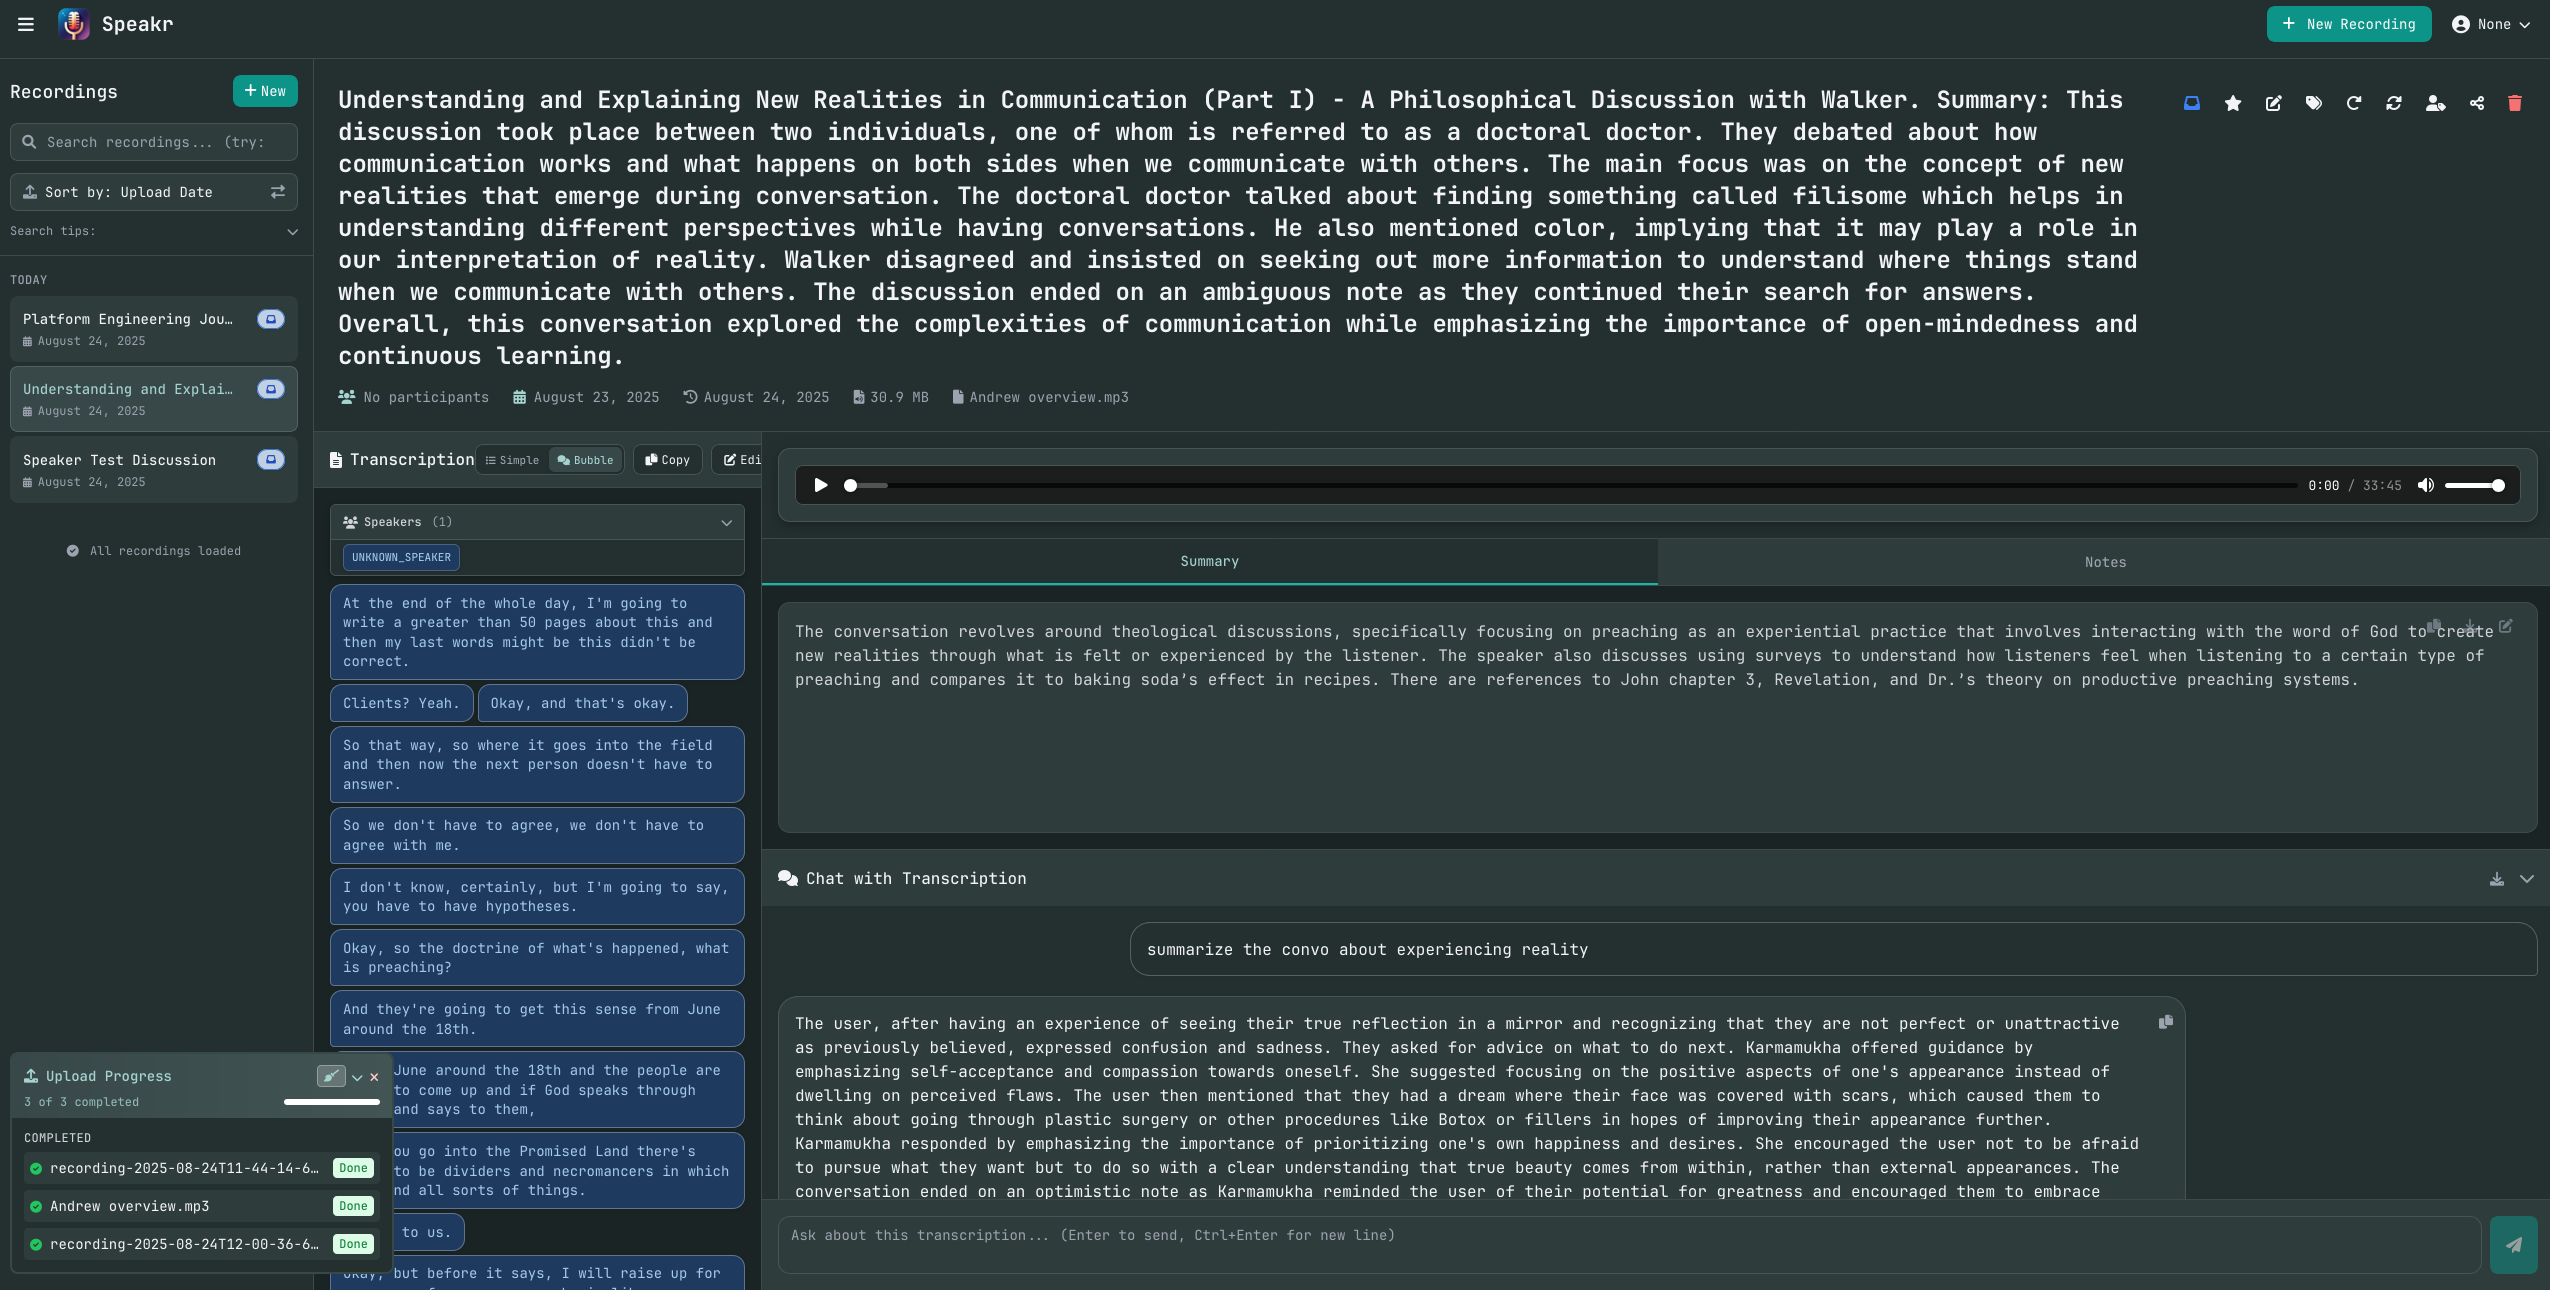 Speakr
New Recording
None
Recordings
New
Search recordings... (try:
Sort by: Upload Date
Search tips:
TODAY
Platform Engineering Jou…
August 24, 2025
Understanding and Explai…
August 24, 2025
Speaker Test Discussion
August 24, 2025
All recordings loaded
Understanding and Explaining New Realities in Communication (Part I) - A Philosophical Discussion with Walker. Summary: This
discussion took place between two individuals, one of whom is referred to as a doctoral doctor. They debated about how
communication works and what happens on both sides when we communicate with others. The main focus was on the concept of new
realities that emerge during conversation. The doctoral doctor talked about finding something called filisome which helps in
understanding different perspectives while having conversations. He also mentioned color, implying that it may play a role in
our interpretation of reality. Walker disagreed and insisted on seeking out more information to understand where things stand
when we communicate with others. The discussion ended on an ambiguous note as they continued their search for answers.
Overall, this conversation explored the complexities of communication while emphasizing the importance of open-mindedness and
continuous learning.
No participants
August 23, 2025
August 24, 2025
30.9 MB
Andrew overview.mp3
Transcription
Simple
Bubble
Copy
Edi
Speakers (1)
UNKNOWN_SPEAKER
At the end of the whole day, I'm going to
write a greater than 50 pages about this and
then my last words might be this didn't be
correct.
Clients? Yeah.
Okay, and that's okay.
So that way, so where it goes into the field
and then now the next person doesn't have to
answer.
So we don't have to agree, we don't have to
agree with me.
I don't know, certainly, but I'm going to say,
you have to have hypotheses.
Okay, so the doctrine of what's happened, what
is preaching?
And they're going to get this sense from June
around the 18th.
June around the 18th and the people are
to come up and if God speaks through
and says to them,
ou go into the Promised Land there's
to be dividers and necromancers in which
nd all sorts of things.
to us.
Okay, but before it says, I will raise up for
Upload Progress
3 of 3 completed
COMPLETED
recording-2025-08-24T11-44-14-6…
Done
Andrew overview.mp3
Done
recording-2025-08-24T12-00-36-6…
Done
0:00 / 33:45
Summary
Notes
The conversation revolves around theological discussions, specifically focusing on preaching as an experiential practice that involves interacting with the word of God to create
new realities through what is felt or experienced by the listener. The speaker also discusses using surveys to understand how listeners feel when listening to a certain type of
preaching and compares it to baking soda’s effect in recipes. There are references to John chapter 3, Revelation, and Dr.’s theory on productive preaching systems.
Chat with Transcription
summarize the convo about experiencing reality
The user, after having an experience of seeing their true reflection in a mirror and recognizing that they are not perfect or unattractive
as previously believed, expressed confusion and sadness. They asked for advice on what to do next. Karmamukha offered guidance by
emphasizing self-acceptance and compassion towards oneself. She suggested focusing on the positive aspects of one's appearance instead of
dwelling on perceived flaws. The user then mentioned that they had a dream where their face was covered with scars, which caused them to
think about going through plastic surgery or other procedures like Botox or fillers in hopes of improving their appearance further.
Karmamukha responded by emphasizing the importance of prioritizing one's own happiness and desires. She encouraged the user not to be afraid
to pursue what they want but to do so with a clear understanding that true beauty comes from within, rather than external appearances. The
conversation ended on an optimistic note as Karmamukha reminded the user of their potential for greatness and encouraged them to embrace
Ask about this transcription... (Enter to send, Ctrl+Enter for new line)